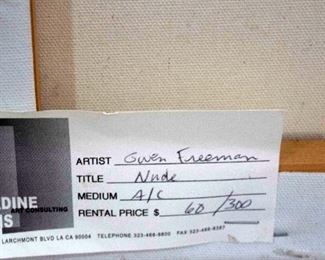 ARTIST Gwen Freeman
TITLE Nude
MEDIUM A/C
RENTAL PRICE $ 60/300
DINE
ART CONSULTING
IS
LARCHMONT BLVD LA CA 90004 TELEPHONE 323-466-6800 FAX 323-466-8387